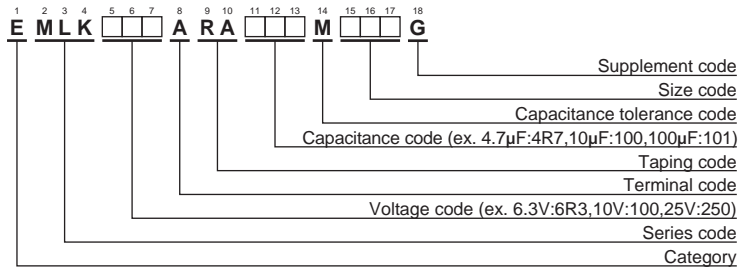 1 2 3 4 5 6 7 8 9 10 11 12 13 14 15 16 17 18
E M L K A R A M G
Supplement code
Size code
Capacitance tolerance code
Capacitance code (ex. 4.7µF:4R7,10µF:100,100µF:101)
Taping code
Terminal code
Voltage code (ex. 6.3V:6R3,10V:100,25V:250)
Series code
Category